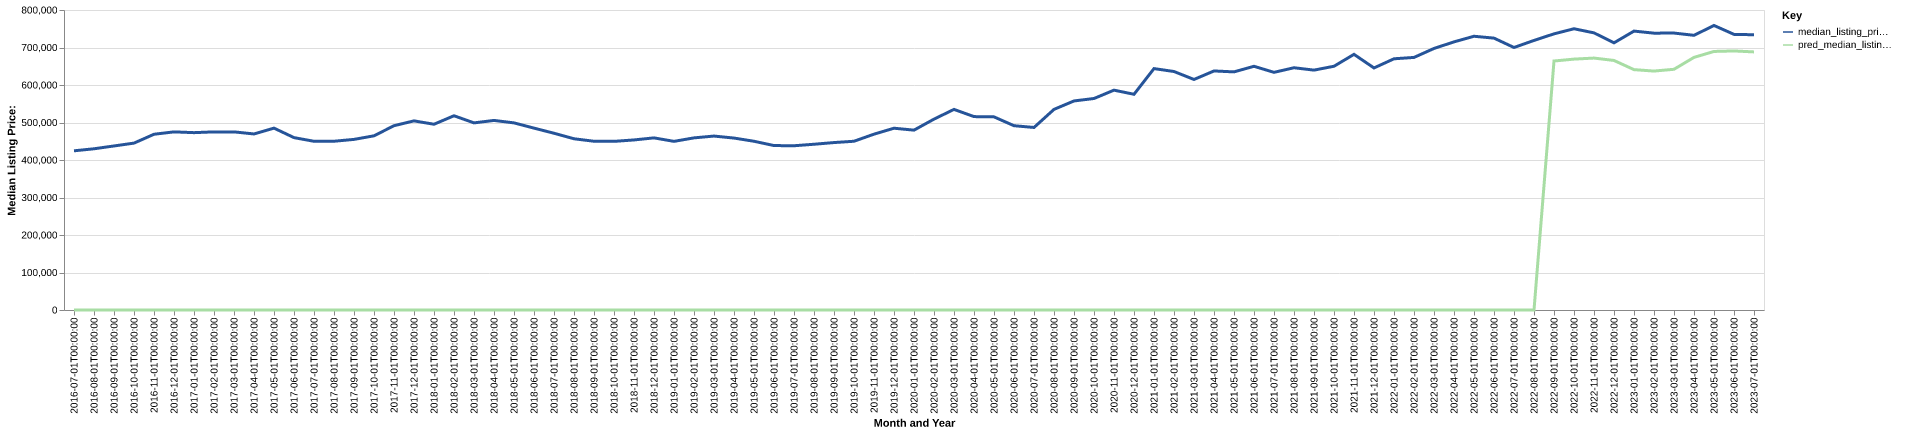 800,000
700,000
600,000
500,000
400,000
300,000
200,000
100,000
0
Median Listing Price:
2016-07-01T00:00:00
2016-08-01T00:00:00
2016-09-01T00:00:00
2016-10-01T00:00:00
2016-11-01T00:00:00
2016-12-01T00:00:00
2017-01-01T00:00:00
2017-02-01T00:00:00
2017-03-01T00:00:00
2017-04-01T00:00:00
2017-05-01T00:00:00
2017-06-01T00:00:00
2017-07-01T00:00:00
2017-08-01T00:00:00
2017-09-01T00:00:00
2017-10-01T00:00:00
2017-11-01T00:00:00
2017-12-01T00:00:00
2018-01-01T00:00:00
2018-02-01T00:00:00
2018-03-01T00:00:00
2018-04-01T00:00:00
2018-05-01T00:00:00
2018-06-01T00:00:00
2018-07-01T00:00:00
2018-08-01T00:00:00
2018-09-01T00:00:00
2018-10-01T00:00:00
2018-11-01T00:00:00
2018-12-01T00:00:00
2019-01-01T00:00:00
2019-02-01T00:00:00
2019-03-01T00:00:00
2019-04-01T00:00:00
2019-05-01T00:00:00
2019-06-01T00:00:00
2019-07-01T00:00:00
2019-08-01T00:00:00
2019-09-01T00:00:00
2019-10-01T00:00:00
2019-11-01T00:00:00
2019-12-01T00:00:00
2020-01-01T00:00:00
2020-02-01T00:00:00
2020-03-01T00:00:00
2020-04-01T00:00:00
2020-05-01T00:00:00
2020-06-01T00:00:00
2020-07-01T00:00:00
2020-08-01T00:00:00
2020-09-01T00:00:00
2020-10-01T00:00:00
2020-11-01T00:00:00
2020-12-01T00:00:00
2021-01-01T00:00:00
2021-02-01T00:00:00
2021-03-01T00:00:00
2021-04-01T00:00:00
2021-05-01T00:00:00
2021-06-01T00:00:00
2021-07-01T00:00:00
2021-08-01T00:00:00
2021-09-01T00:00:00
2021-10-01T00:00:00
2021-11-01T00:00:00
2021-12-01T00:00:00
2022-01-01T00:00:00
2022-02-01T00:00:00
2022-03-01T00:00:00
2022-04-01T00:00:00
2022-05-01T00:00:00
2022-06-01T00:00:00
2022-07-01T00:00:00
2022-08-01T00:00:00
2022-09-01T00:00:00
2022-10-01T00:00:00
2022-11-01T00:00:00
2022-12-01T00:00:00
2023-01-01T00:00:00
2023-02-01T00:00:00
2023-03-01T00:00:00
2023-04-01T00:00:00
2023-05-01T00:00:00
2023-06-01T00:00:00
2023-07-01T00:00:00
Month and Year
Key
median_listing_pri…
pred_median_listin…